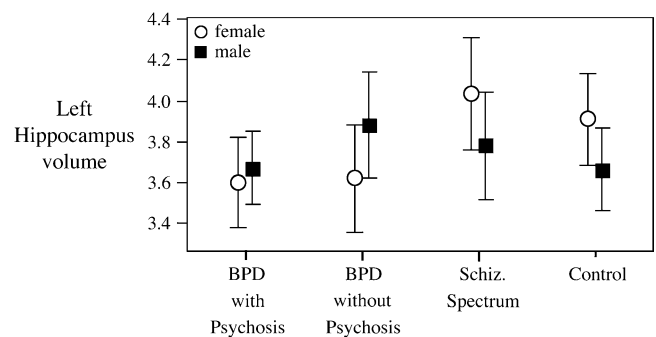 4.4
4.2
4.0
3.8
3.6
3.4
female
male
Left
Hippocampus
volume
BPD
with
Psychosis
BPD
without
Psychosis
Schiz.
Spectrum
Control